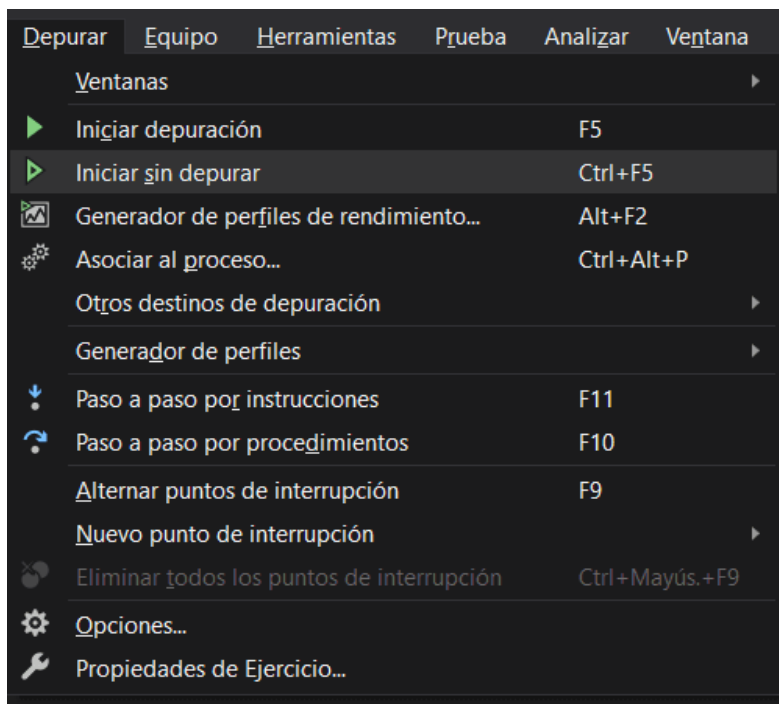 Depurar Equipo Herramientas Prueba Analizar Ventana
Ventanas
Iniciar depuración F5
Iniciar sin depurar Ctrl+F5
Generador de perfiles de rendimiento... Alt+F2
Asociar al proceso... Ctrl+Alt+P
Otros destinos de depuración
Generador de perfiles
Paso a paso por instrucciones F11
Paso a paso por procedimientos F10
Alternar puntos de interrupción F9
Nuevo punto de interrupción
Eliminar todos los puntos de interrupción Ctrl+Mayús.+F9
Opciones...
Propiedades de Ejercicio...